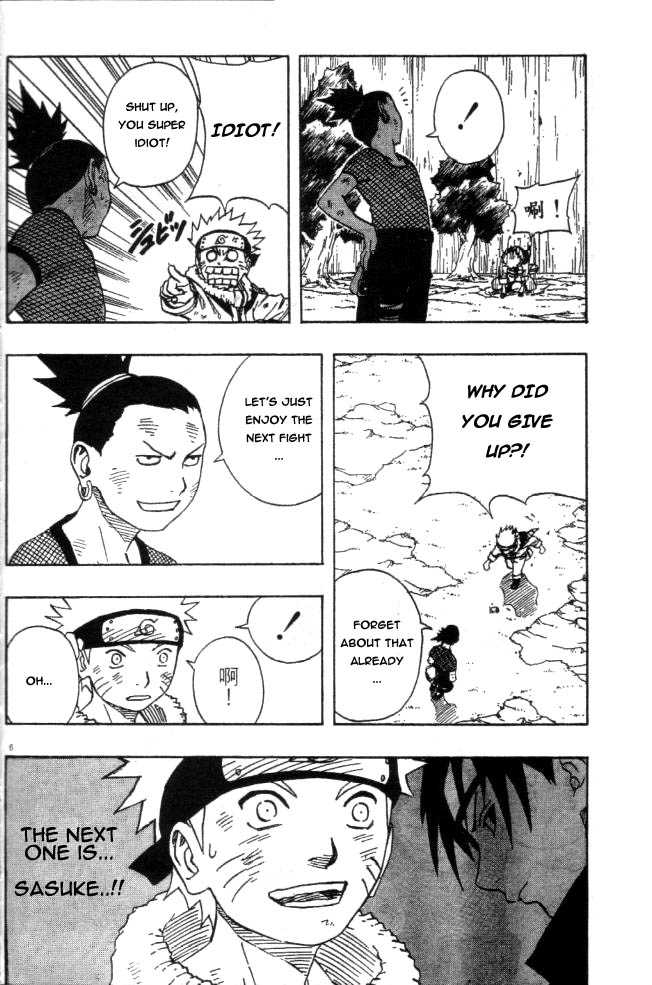 !
唰！
IDIOT!
SHUT UP,
YOU SUPER
IDIOT!
シュビッ
WHY DID
YOU GIVE
UP?!
FORGET
ABOUT THAT
ALREADY
...
LET'S JUST
ENJOY THE
NEXT FIGHT
...
!
啊
！
OH...
6
THE NEXT
ONE IS...
SASUKE..!!